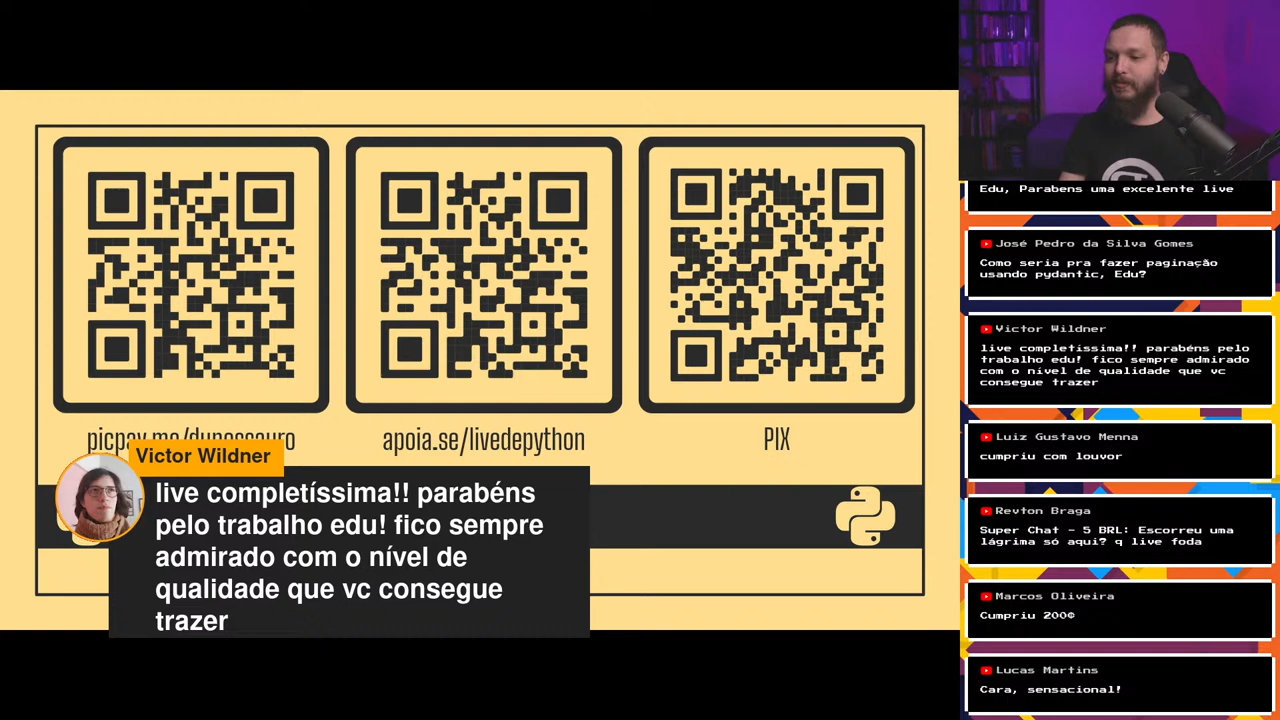 picpay.me/dunossauro
apoia.se/livedepython
PIX
Victor Wildner
live completíssima!! parabéns
pelo trabalho edu! fico sempre
admirado com o nível de
qualidade que vc consegue
trazer
Edu, Parabens uma excelente live
José Pedro da Silva Gomes
Como seria pra fazer paginação
usando pydantic, Edu?
Victor Wildner
live completíssima!! parabéns pelo
trabalho edu! fico sempre admirado
com o nível de qualidade que vc
consegue trazer
Luiz Gustavo Menna
cumpriu com louvor
Revton Braga
Super Chat - 5 BRL: Escorreu uma
lágrima só aqui? q live foda
Marcos Oliveira
Cumpriu 200¢
Lucas Martins
Cara, sensacional!